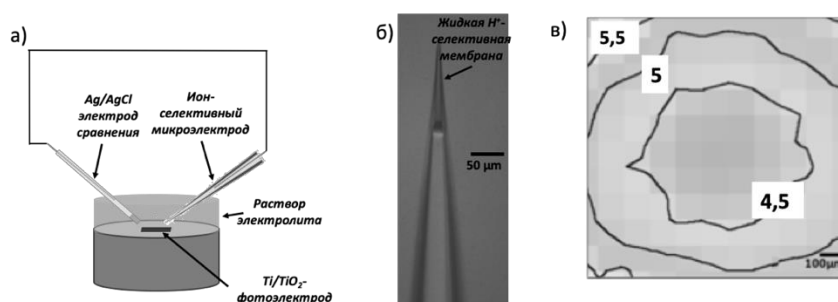 а)
Ag/AgCl
электрод
сравнения
Ион-
селективный
микроэлектрод
Раствор
электролита
Ti/TiO₂-
фотоэлектрод
б)
Жидкая H⁺-
селективная
мембрана
50 µm
в)
5,5
5
4,5
100µm